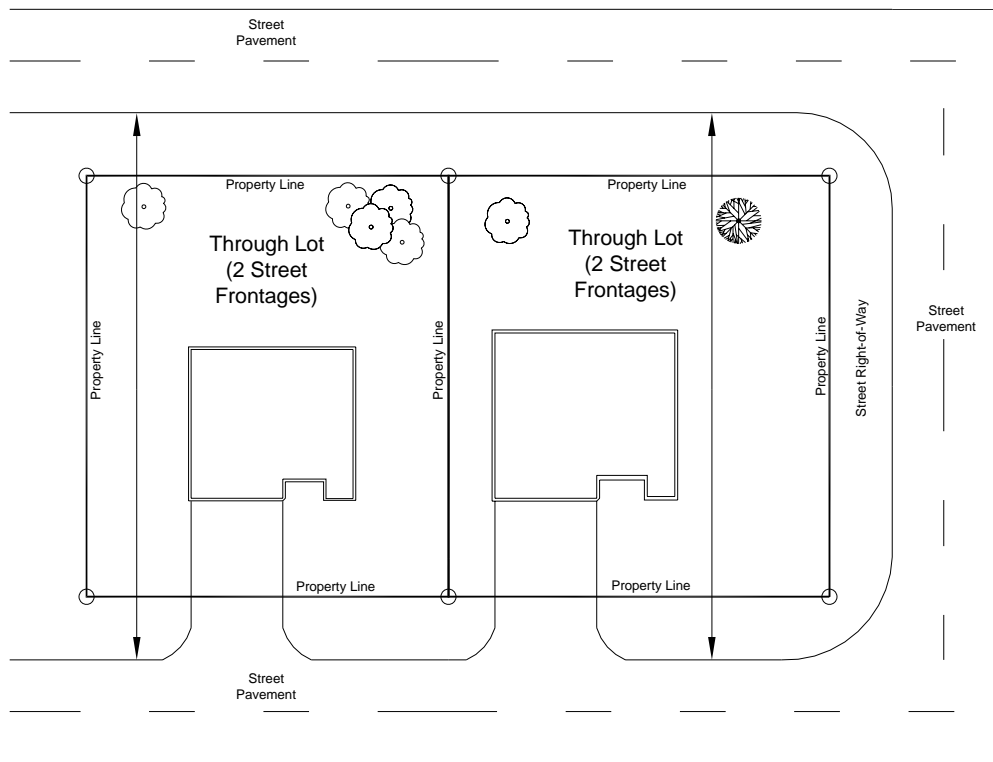 Street
Pavement
Property Line
Property Line
Through Lot
(2 Street
Frontages)
Through Lot
(2 Street
Frontages)
Property Line
Property Line
Property Line
Street Right-of-Way
Street
Pavement
Property Line
Property Line
Street
Pavement